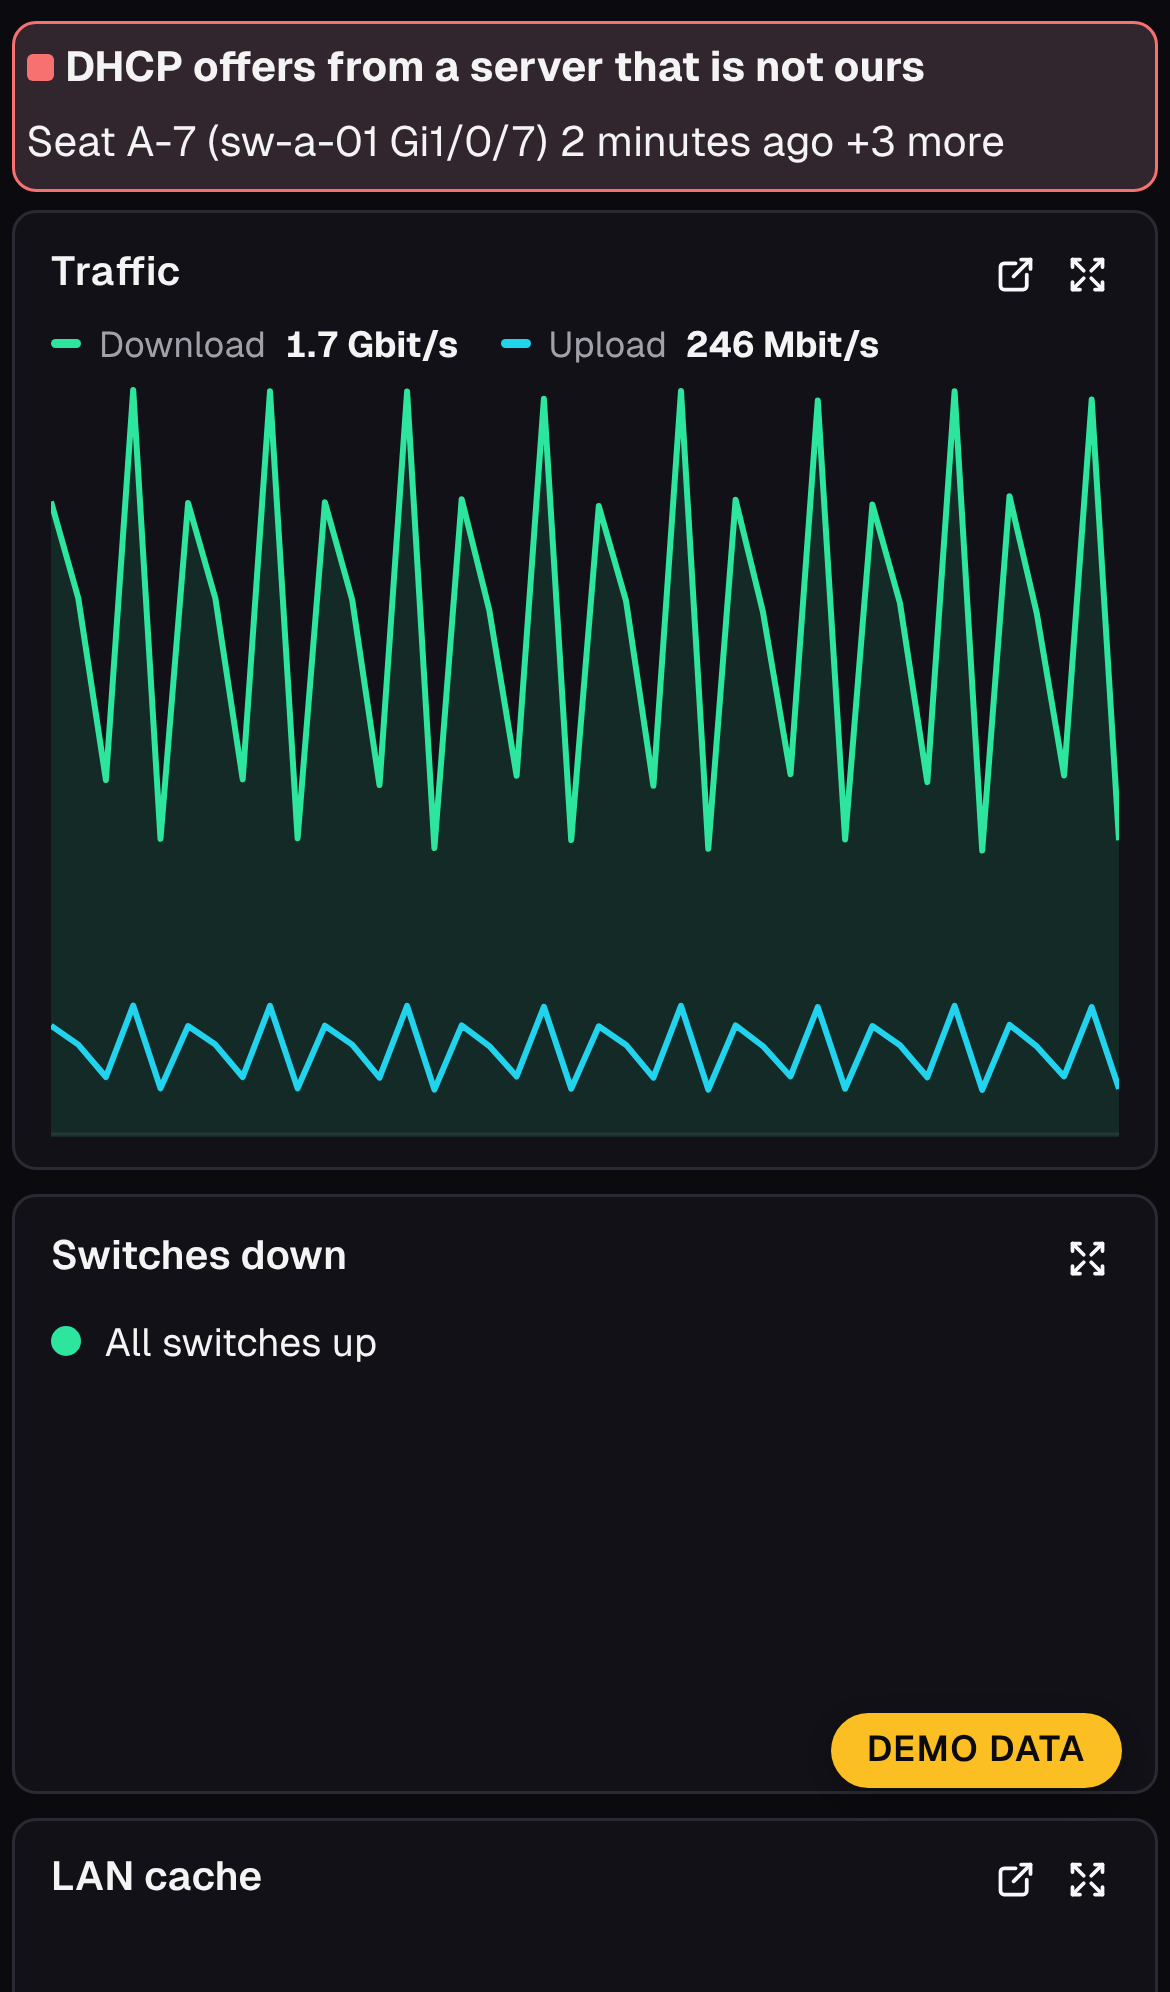 DHCP offers from a server that is not ours
Seat A-7 (sw-a-01 Gi1/0/7) 2 minutes ago +3 more
Traffic
Download 1.7 Gbit/s Upload 246 Mbit/s
Switches down
All switches up
DEMO DATA
LAN cache